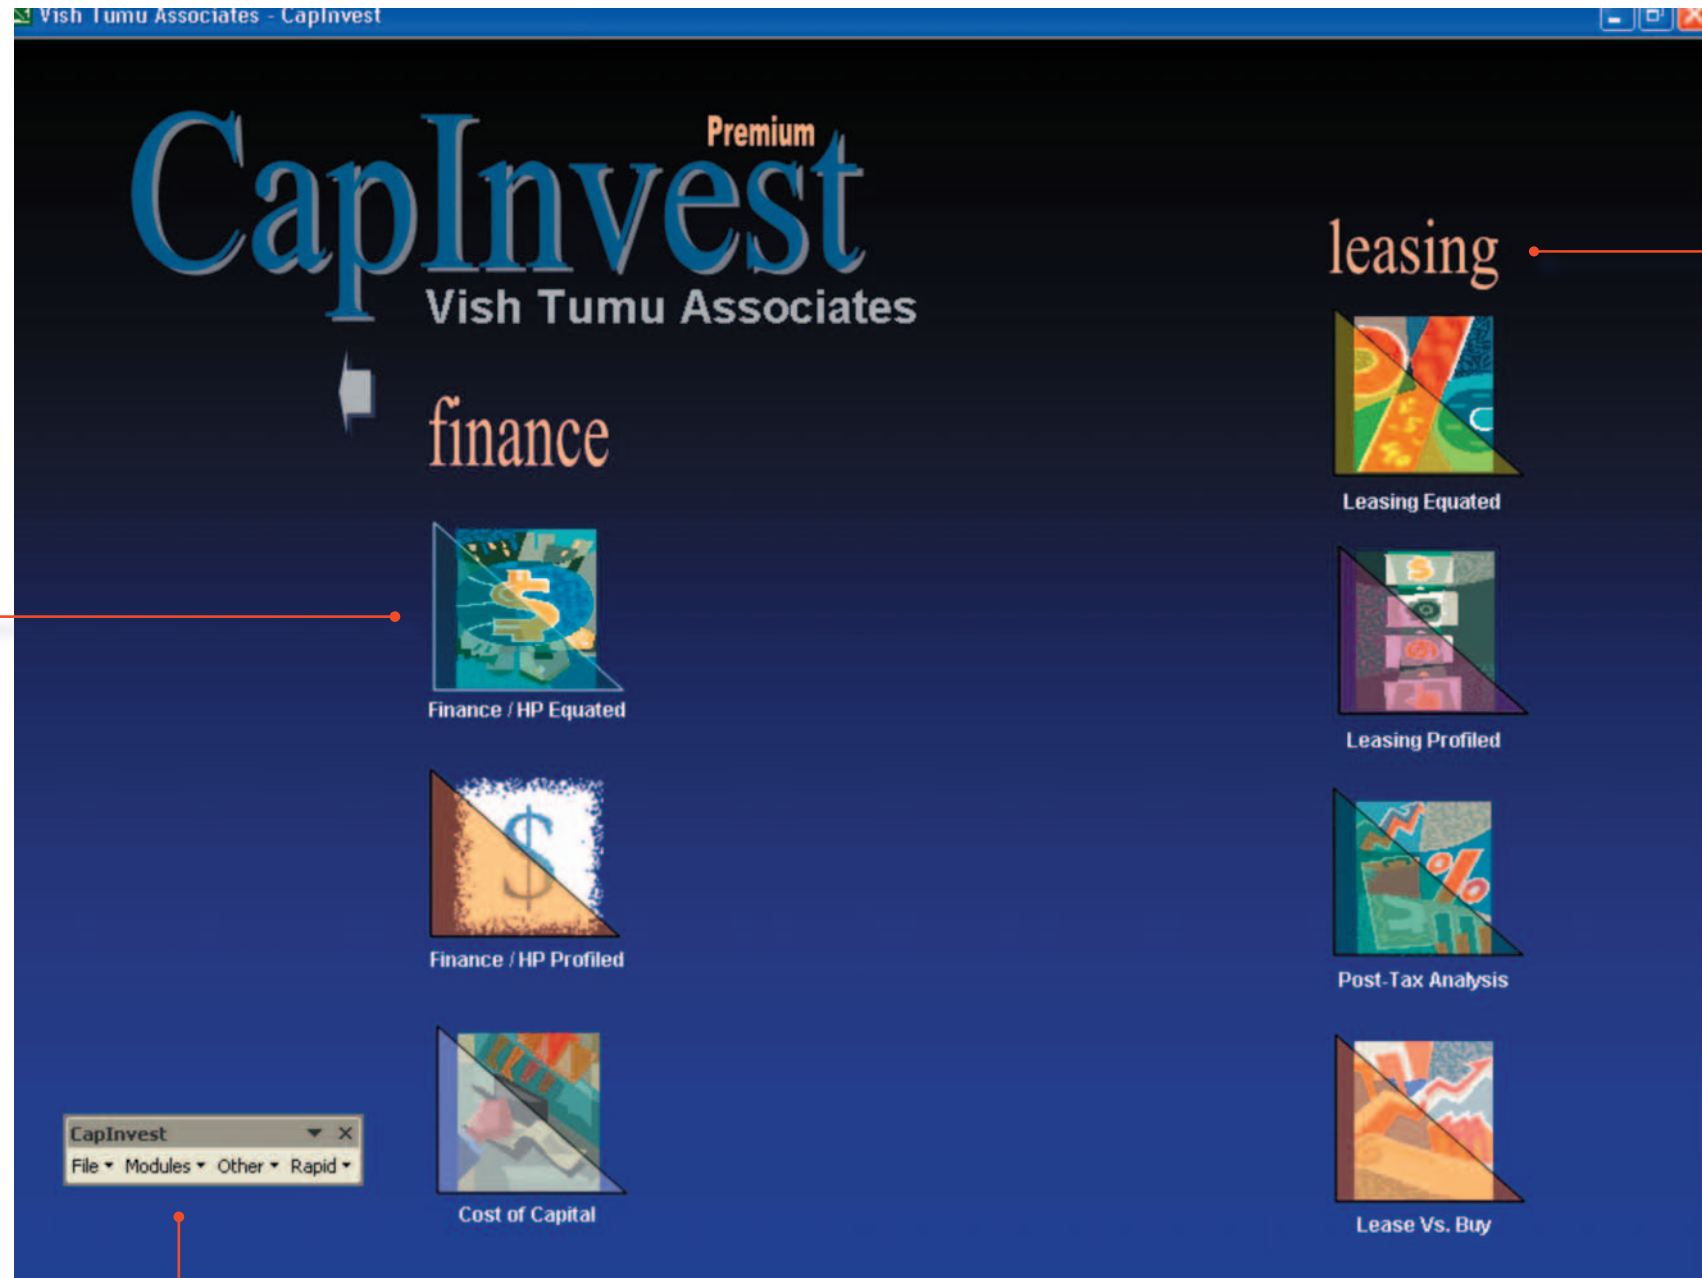 Vish Tumu Associates - CapInvest
Premium
CapInvest
Vish Tumu Associates
finance
Finance / HP Equated
Finance / HP Profiled
Cost of Capital
leasing
Leasing Equated
Leasing Profiled
Post-Tax Analysis
Lease Vs. Buy
CapInvest
File Modules Other Rapid